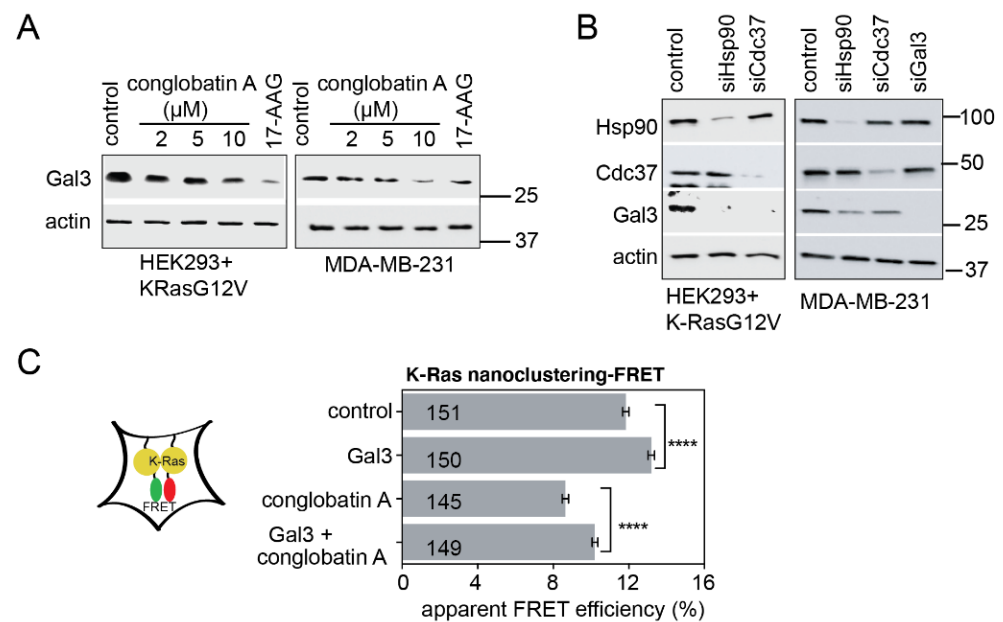 A
control
conglobatin A
(μM)
2 5 10
17-AAG
control
conglobatin A
(μM)
2 5 10
17-AAG
Gal3
actin
25
37
HEK293+
KRasG12V
MDA-MB-231
B
control
siHsp90
siCdc37
control
siHsp90
siCdc37
siGal3
Hsp90
Cdc37
Gal3
actin
100
50
25
37
HEK293+
K-RasG12V
MDA-MB-231
C
K-Ras
FRET
K-Ras nanoclustering-FRET
control
151
Gal3
150
****
conglobatin A
145
Gal3 +
conglobatin A
149
****
0 4 8 12 16
apparent FRET efficiency (%)